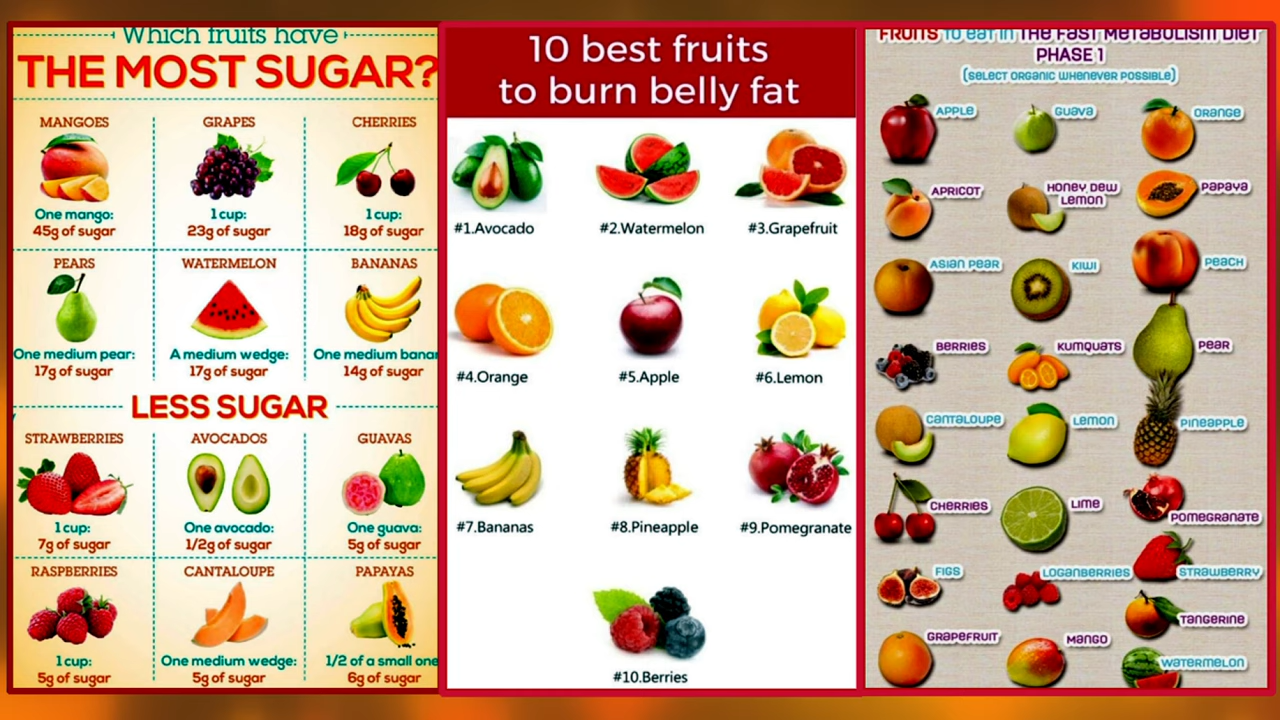 Which fruits have
THE MOST SUGAR?
MANGOES
One mango:
45g of sugar
GRAPES
1 cup:
23g of sugar
CHERRIES
1 cup:
18g of sugar
PEARS
One medium pear:
17g of sugar
WATERMELON
A medium wedge:
17g of sugar
BANANAS
One medium banan
14g of sugar
LESS SUGAR
STRAWBERRIES
1 cup:
7g of sugar
AVOCADOS
One avocado:
1/2g of sugar
GUAVAS
One guava:
5g of sugar
RASPBERRIES
1 cup:
5g of sugar
CANTALOUPE
One medium wedge:
5g of sugar
PAPAYAS
1/2 of a small one
6g of sugar
10 best fruits
to burn belly fat
#1.Avocado
#2.Watermelon
#3.Grapefruit
#4.Orange
#5.Apple
#6.Lemon
#7.Bananas
#8.Pineapple
#9.Pomegranate
#10.Berries
FRUITS TO EAT IN THE FAST METABOLISM DIET
PHASE 1
(SELECT ORGANIC WHENEVER POSSIBLE)
APPLE
GUAVA
ORANGE
APRICOT
HONEY DEW
LEMON
PAPAYA
ASIAN PEAR
KIWI
PEACH
BERRIES
KUMQUATS
PEAR
CANTALOUPE
LEMON
PINEAPPLE
CHERRIES
LIME
POMEGRANATE
FIGS
LOGANBERRIES
STRAWBERRY
TANGERINE
GRAPEFRUIT
MANGO
WATERMELON